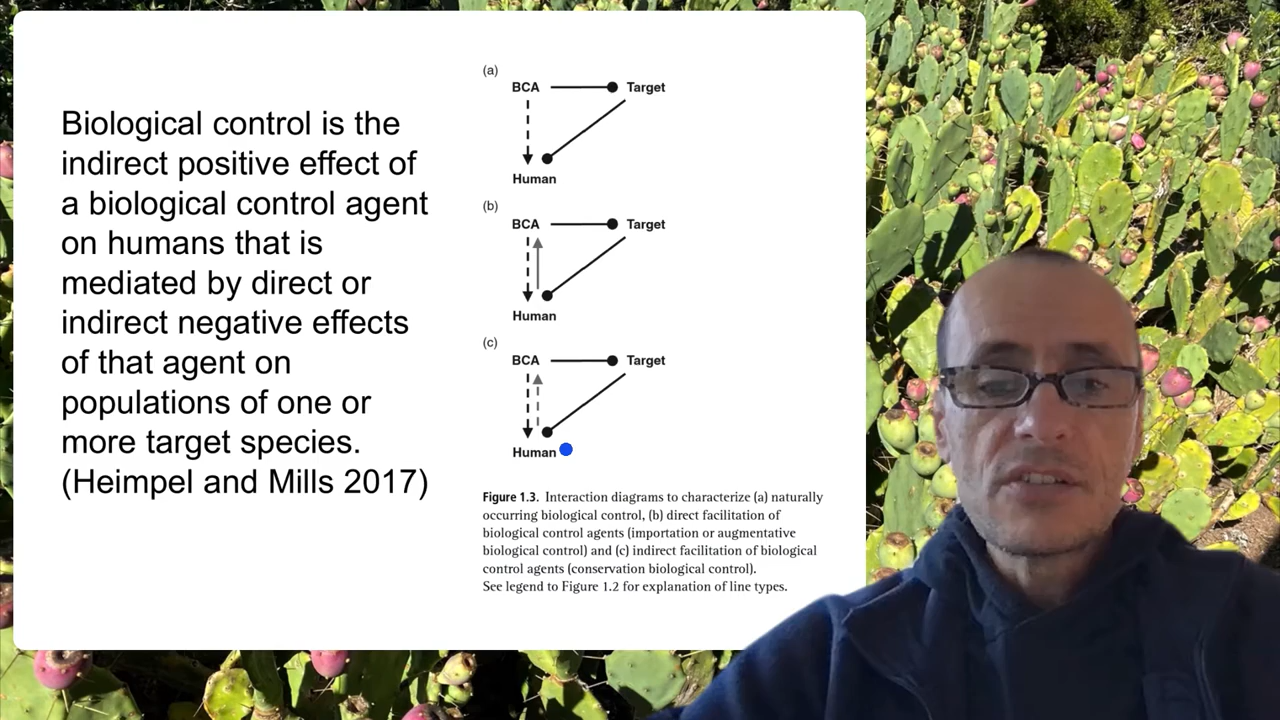 Biological control is the
indirect positive effect of
a biological control agent
on humans that is
mediated by direct or
indirect negative effects
of that agent on
populations of one or
more target species.
(Heimpel and Mills 2017)
(a)
BCA Target
Human
(b)
BCA Target
Human
(c)
BCA Target
Human
Figure 1.3. Interaction diagrams to characterize (a) naturally
occurring biological control, (b) direct facilitation of
biological control agents (importation or augmentative
biological control) and (c) indirect facilitation of biological
control agents (conservation biological control).
See legend to Figure 1.2 for explanation of line types.